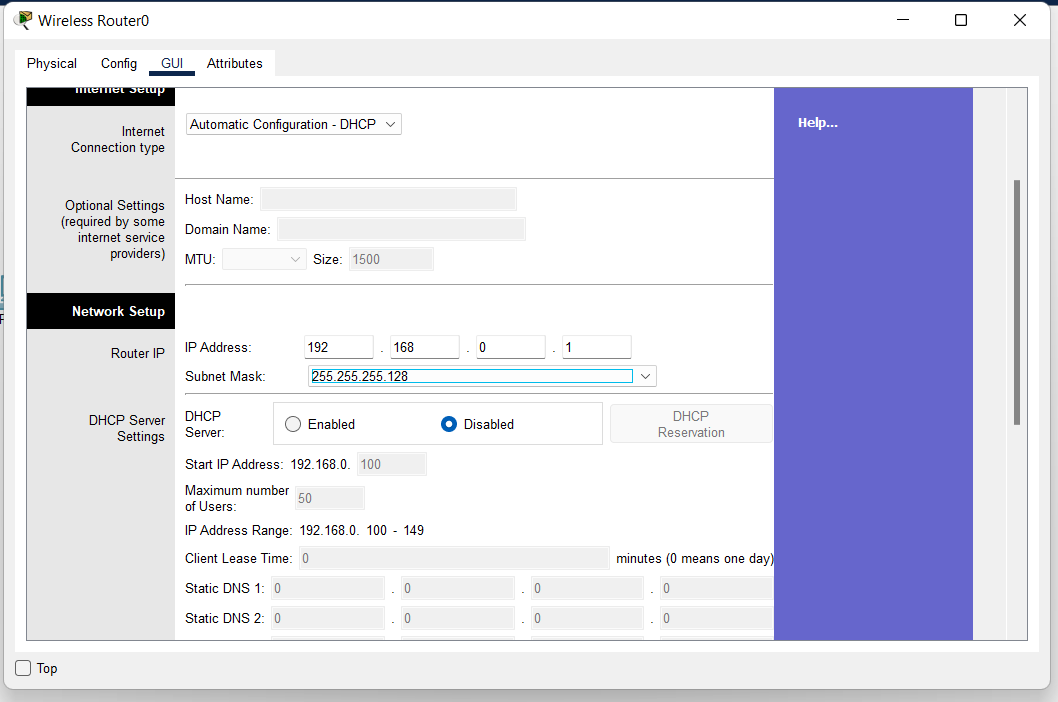 Wireless Router0
Physical Config GUI Attributes
Internet Setup
Internet
Connection type
Automatic Configuration - DHCP
Optional Settings
(required by some
internet service
providers)
Host Name:
Domain Name:
MTU: Size: 1500
Network Setup
Router IP
IP Address: 192 . 168 . 0 . 1
Subnet Mask: 255.255.255.128
DHCP Server
Settings
DHCP
Server:
Enabled Disabled
DHCP
Reservation
Start IP Address: 192.168.0. 100
Maximum number
of Users:
50
IP Address Range: 192.168.0. 100 - 149
Client Lease Time: 0 minutes (0 means one day)
Static DNS 1: 0 . 0 . 0 . 0
Static DNS 2: 0 . 0 . 0 . 0
Help...
Top